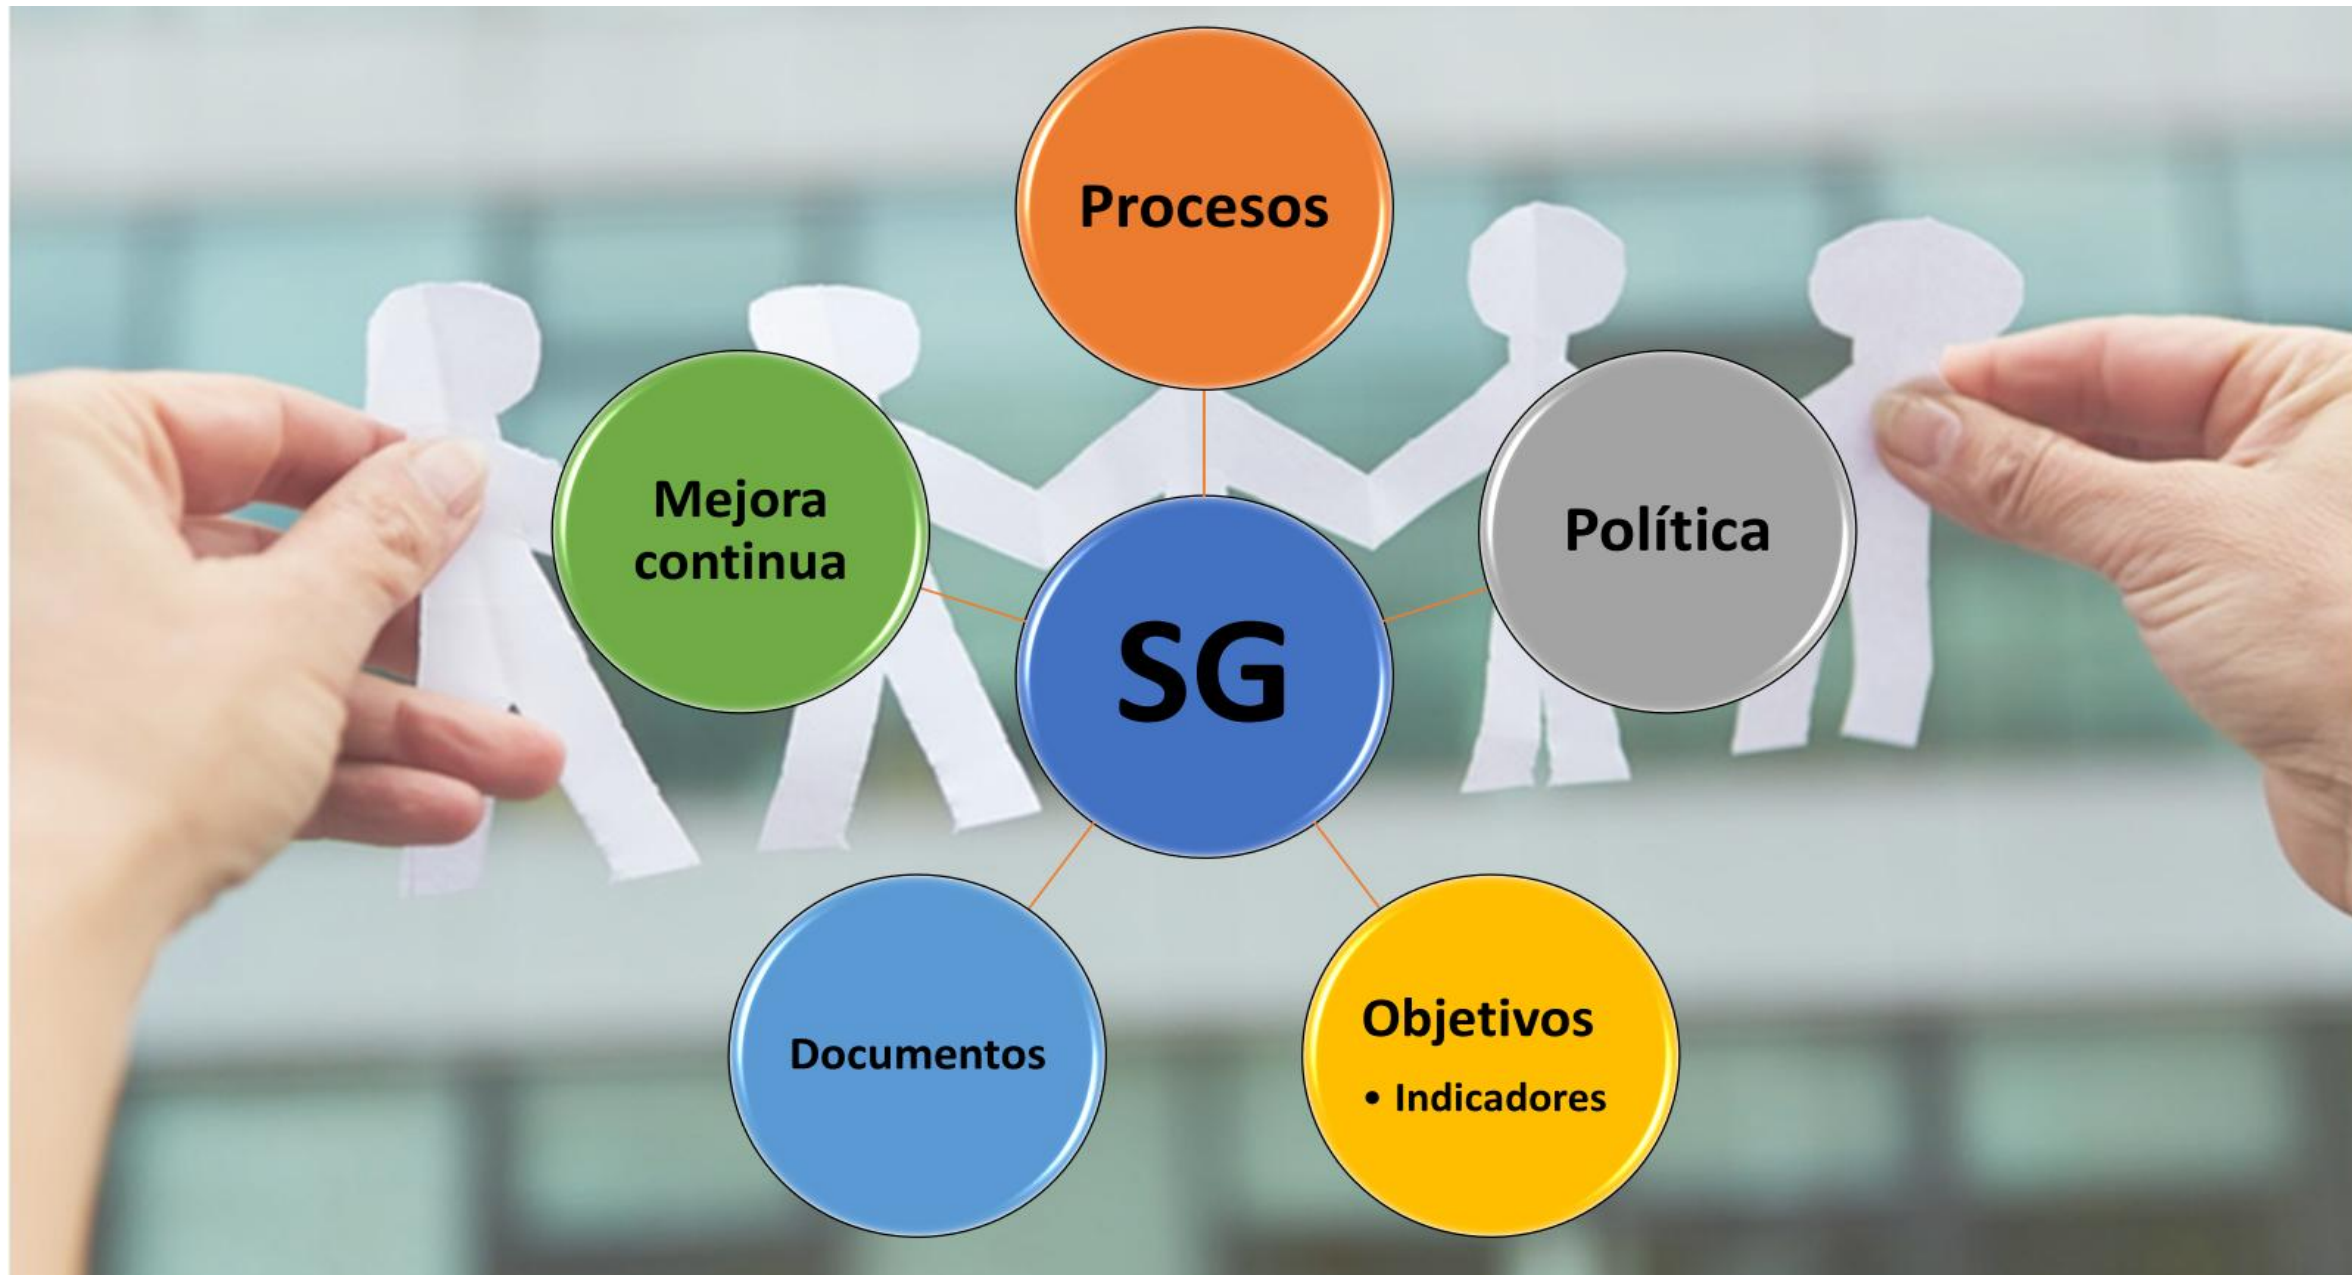 Procesos
Mejora
continua
Política
SG
Documentos
Objetivos
• Indicadores